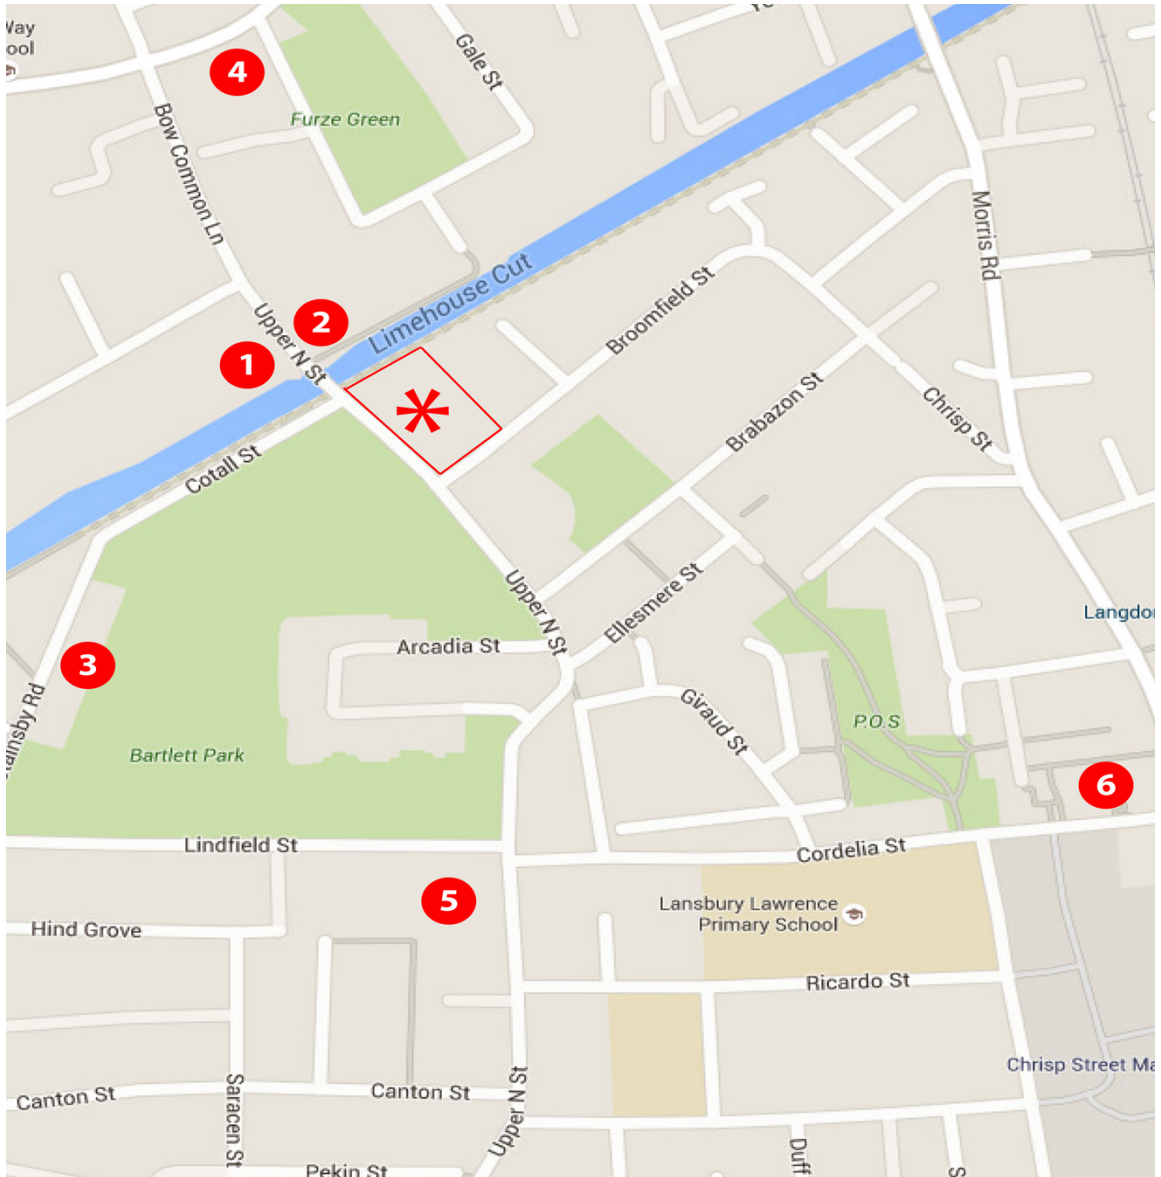 Way
ool
4
Gale St
Furze Green
Bow Common Ln
Morris Rd
Limehouse Cut
Upper N St
2
1
Broomfield St
*
Cotall St
Brabazon St
Chrisp St
Upper N St
Ellesmere St
Langdo
Arcadia St
3
Giraud St
P.O.S
ainsby Rd
Bartlett Park
6
Lindfield St
Cordelia St
5
Lansbury Lawrence
Primary School
Hind Grove
Ricardo St
Chrisp Street Ma
Canton St
Canton St
Saracen St
Upper N St
Duff
Pekin St
S